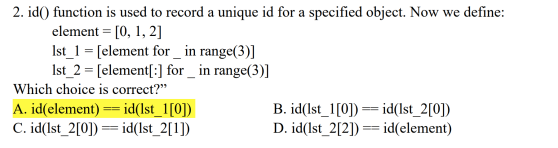 2. id() function is used to record a unique id for a specified object. Now we define:
element = [0, 1, 2]
lst_1 = [element for _ in range(3)]
lst_2 = [element[:] for _ in range(3)]
Which choice is correct?”
A. id(element) == id(lst_1[0]) B. id(lst_1[0]) == id(lst_2[0])
C. id(lst_2[0]) == id(lst_2[1]) D. id(lst_2[2]) == id(element)